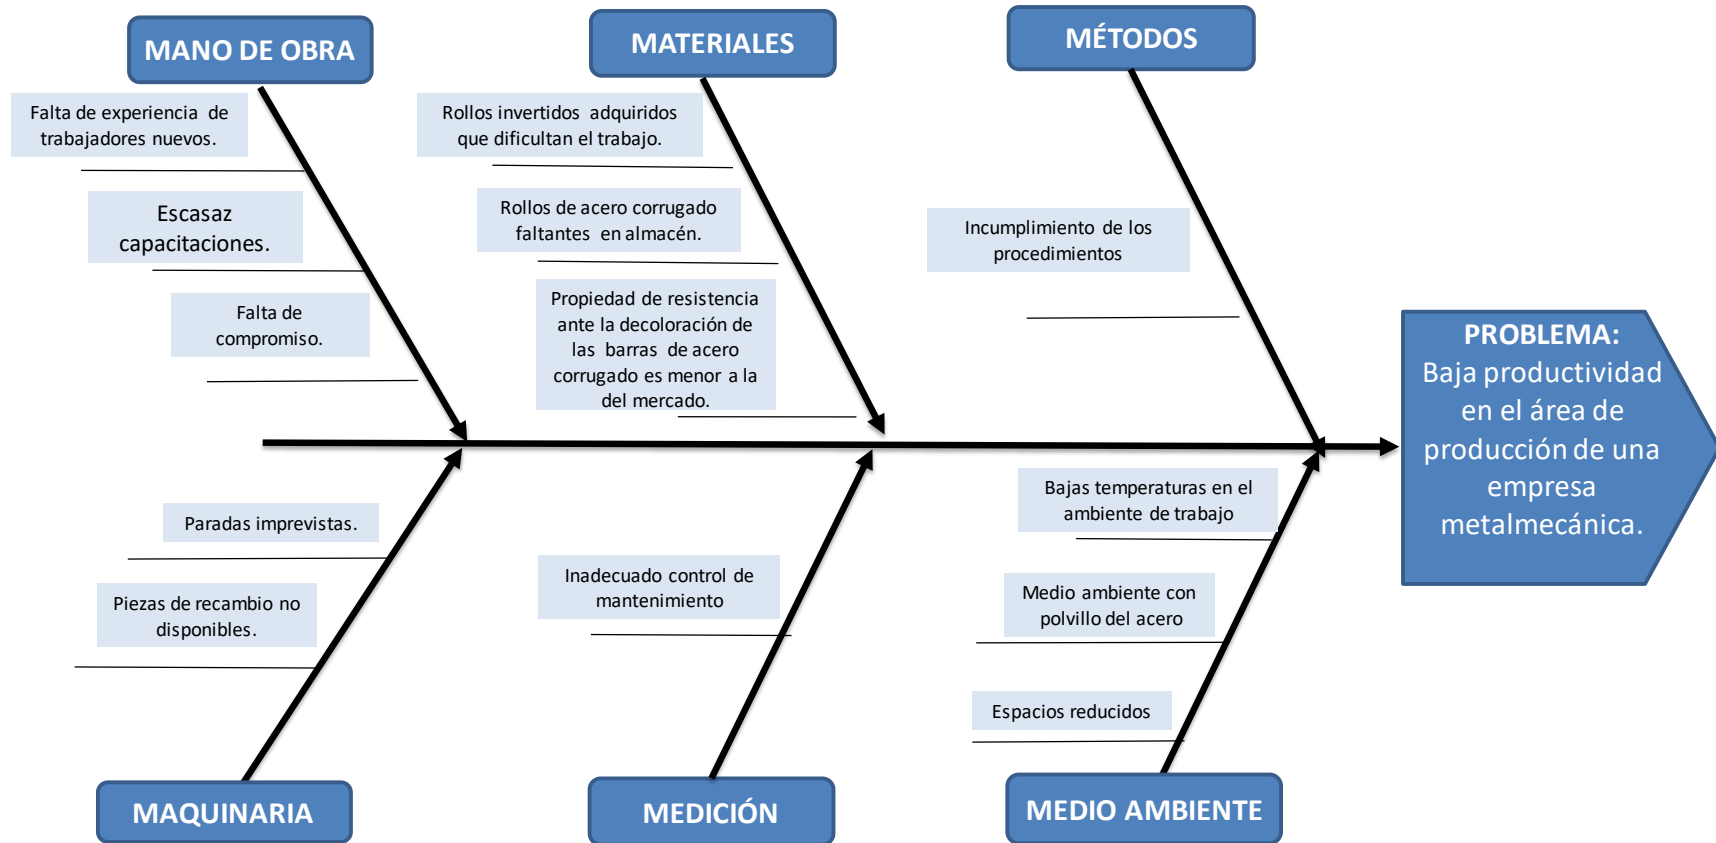 MANO DE OBRA
MATERIALES
MÉTODOS
Falta de experiencia de
trabajadores nuevos.
Escasaz
capacitaciones.
Falta de
compromiso.
Rollos invertidos adquiridos
que dificultan el trabajo.
Rollos de acero corrugado
faltantes en almacén.
Propiedad de resistencia
ante la decoloración de
las barras de acero
corrugado es menor a la
del mercado.
Incumplimiento de los
procedimientos
PROBLEMA:
Baja productividad
en el área de
producción de una
empresa
metalmecánica.
Paradas imprevistas.
Piezas de recambio no
disponibles.
Inadecuado control de
mantenimiento
Bajas temperaturas en el
ambiente de trabajo
Medio ambiente con
polvillo del acero
Espacios reducidos
MAQUINARIA
MEDICIÓN
MEDIO AMBIENTE